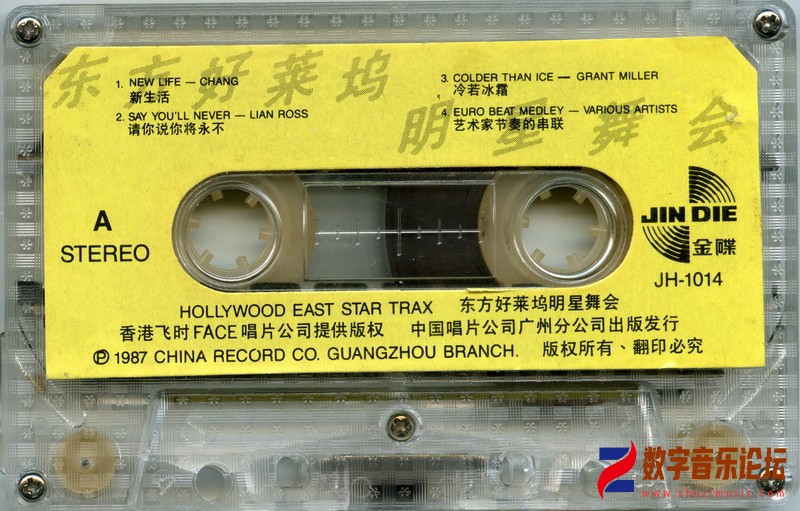 东方好莱坞
明星舞会
1. NEW LIFE — CHANG
新生活
2. SAY YOU'LL NEVER — LIAN ROSS
请你说你将永不
3. COLDER THAN ICE — GRANT MILLER
冷若冰霜
4. EURO BEAT MEDLEY — VARIOUS ARTISTS
艺术家节奏的串联
A
STEREO
JIN DIE
金碟
JH-1014
HOLLYWOOD EAST STAR TRAX 东方好莱坞明星舞会
香港飞时FACE唱片公司提供版权 中国唱片公司广州分公司出版发行
℗ 1987 CHINA RECORD CO. GUANGZHOU BRANCH. 版权所有、翻印必究
数字音乐论坛